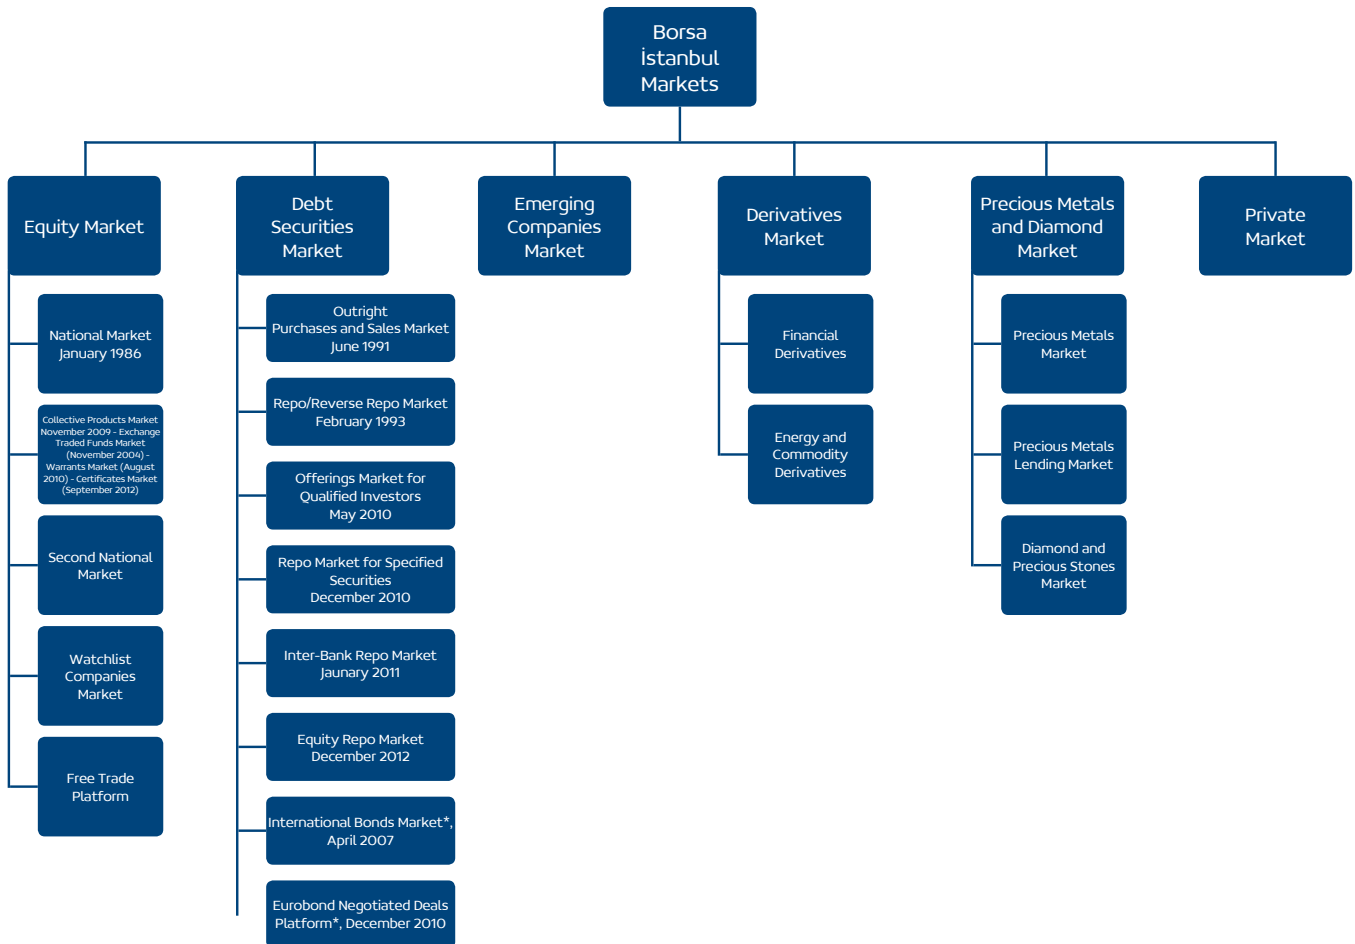 Borsa
İstanbul
Markets
Equity Market
Debt
Securities
Market
Emerging
Companies
Market
Derivatives
Market
Precious Metals
and Diamond
Market
Private
Market
National Market
January 1986
Collective Products Market
November 2009 - Exchange
Traded Funds Market
(November 2004) -
Warrants Market (August
2010) - Certificates Market
(September 2012)
Second National
Market
Watchlist
Companies
Market
Free Trade
Platform
Outright
Purchases and Sales Market
June 1991
Repo/Reverse Repo Market
February 1993
Offerings Market for
Qualified Investors
May 2010
Repo Market for Specified
Securities
December 2010
Inter-Bank Repo Market
Jaunary 2011
Equity Repo Market
December 2012
International Bonds Market*,
April 2007
Eurobond Negotiated Deals
Platform*, December 2010
Financial
Derivatives
Energy and
Commodity
Derivatives
Precious Metals
Market
Precious Metals
Lending Market
Diamond and
Precious Stones
Market